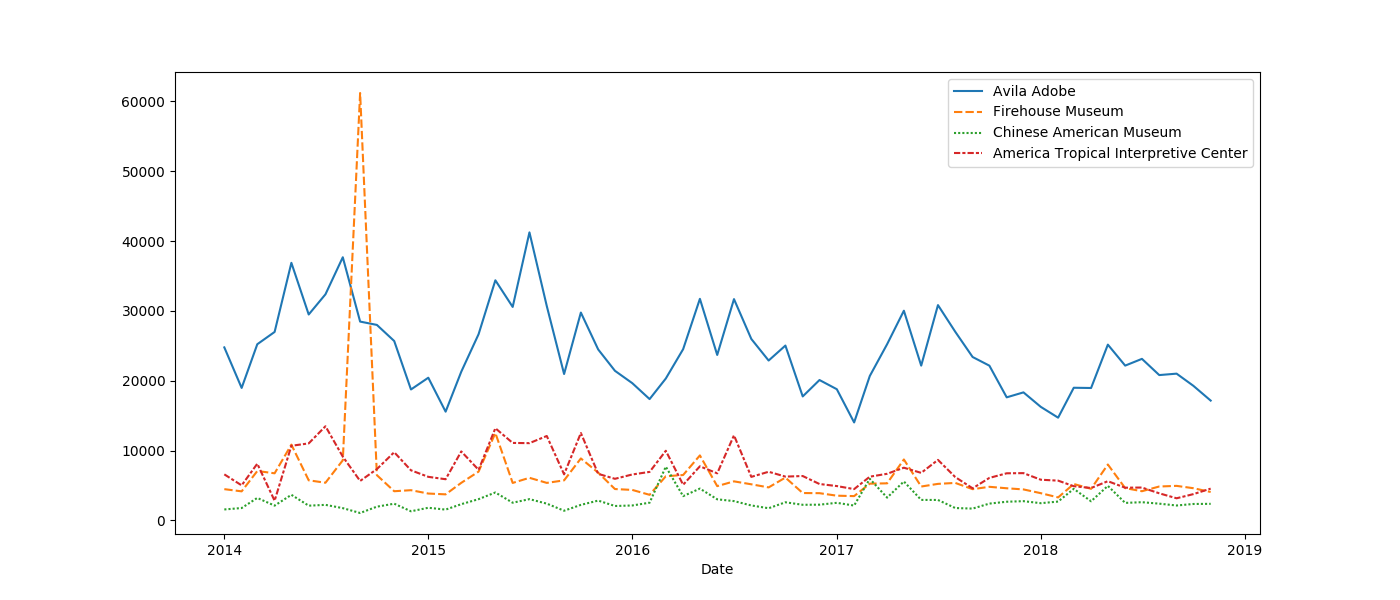 Avila Adobe
Firehouse Museum
Chinese American Museum
America Tropical Interpretive Center
60000
50000
40000
30000
20000
10000
0
2014 2015 2016 2017 2018 2019
Date